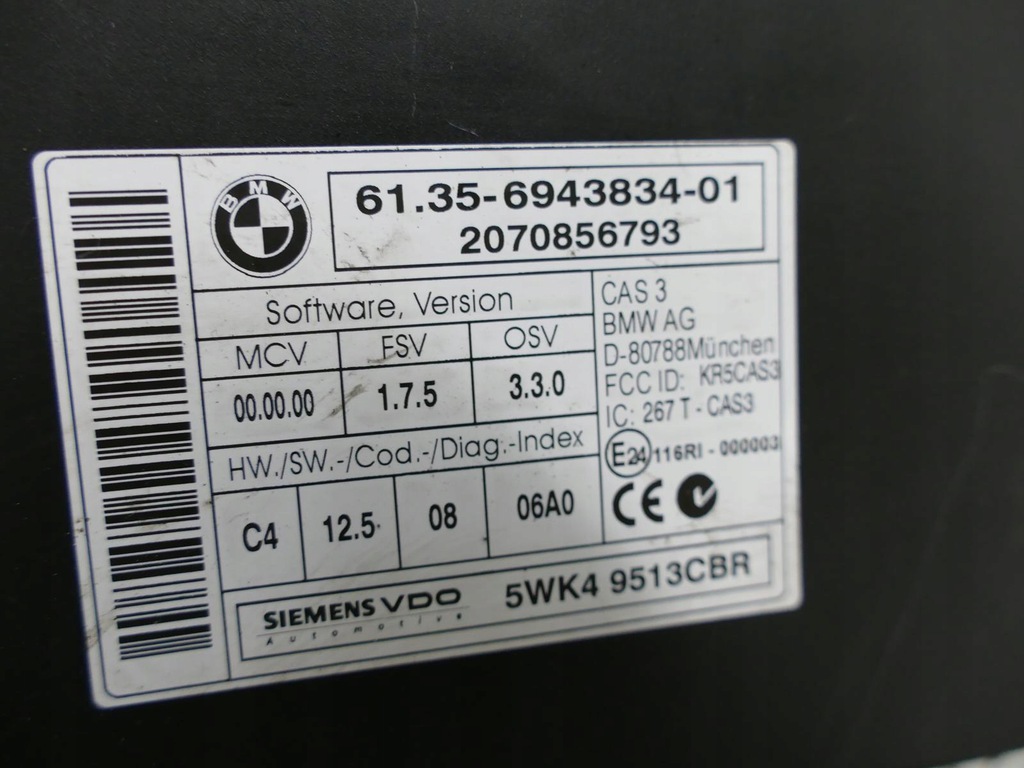 BMW
61.35-6943834-01
2070856793
Software, Version
MCV FSV OSV
00.00.00 1.7.5 3.3.0
HW./SW.-/Cod.-/Diag.-Index
C4 12.5 08 06A0
CAS 3
BMW AG
D-80788München
FCC ID: KR5CAS3
IC: 267 T - CAS3
E24 116RI - 000003
CE
SIEMENS VDO
Automotive
5WK4 9513CBR